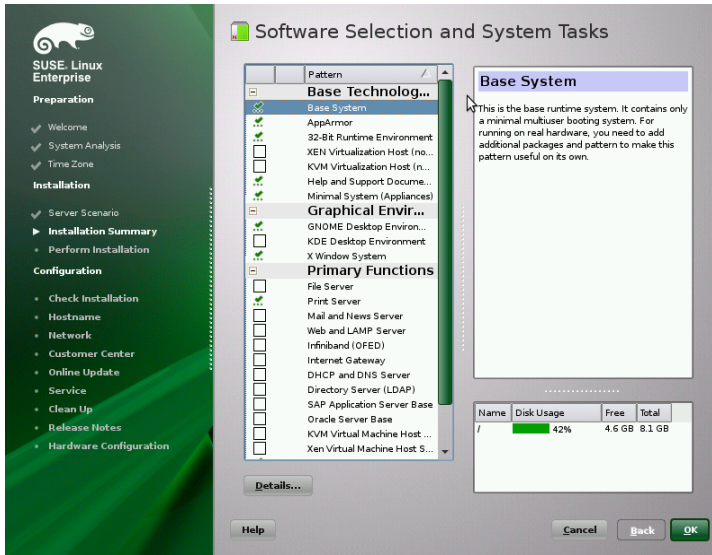 SUSE. Linux
Enterprise
Preparation
Welcome
System Analysis
Time Zone
Installation
Server Scenario
Installation Summary
Perform Installation
Configuration
Check Installation
Hostname
Network
Customer Center
Online Update
Service
Clean Up
Release Notes
Hardware Configuration
Software Selection and System Tasks
Pattern
Base Technolog...
Base System
AppArmor
32-Bit Runtime Environment
XEN Virtualization Host (no...
KVM Virtualization Host (n...
Help and Support Docume...
Minimal System (Appliances)
Graphical Envir...
GNOME Desktop Environ...
KDE Desktop Environment
X Window System
Primary Functions
File Server
Print Server
Mail and News Server
Web and LAMP Server
Infiniband (OFED)
Internet Gateway
DHCP and DNS Server
Directory Server (LDAP)
SAP Application Server Base
Oracle Server Base
KVM Virtual Machine Host ...
Xen Virtual Machine Host S...
Details...
Base System
This is the base runtime system. It contains only
a minimal multiuser booting system. For
running on real hardware, you need to add
additional packages and pattern to make this
pattern useful on its own.
Name Disk Usage Free Total
/ 42% 4.6 GB 8.1 GB
Help Cancel Back OK